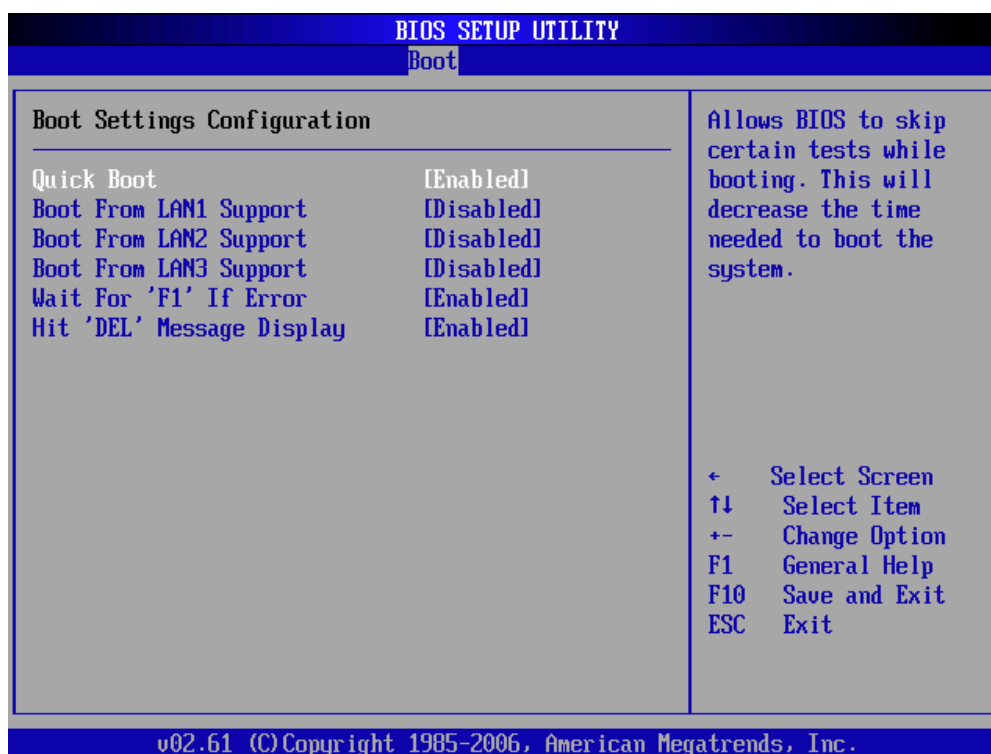 BIOS SETUP UTILITY
Boot
Boot Settings Configuration
Quick Boot [Enabled]
Boot From LAN1 Support [Disabled]
Boot From LAN2 Support [Disabled]
Boot From LAN3 Support [Disabled]
Wait For 'F1' If Error [Enabled]
Hit 'DEL' Message Display [Enabled]
Allows BIOS to skip
certain tests while
booting. This will
decrease the time
needed to boot the
system.
← Select Screen
↑↓ Select Item
+- Change Option
F1 General Help
F10 Save and Exit
ESC Exit
v02.61 (C)Copyright 1985-2006, American Megatrends, Inc.